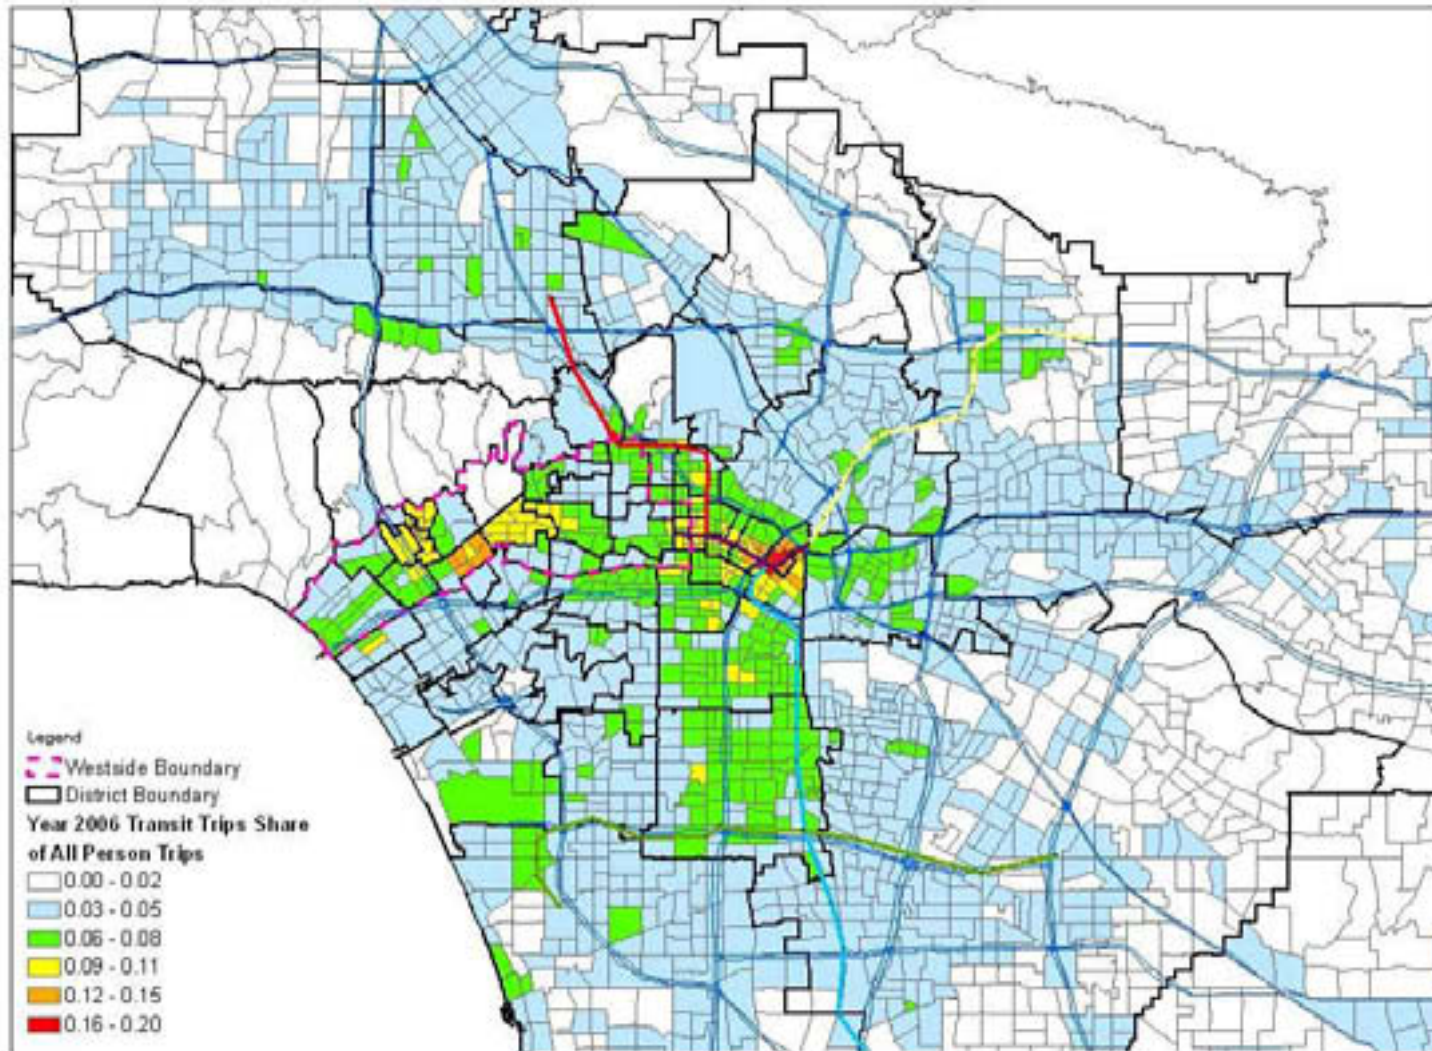 Legend
Westside Boundary
District Boundary
Year 2006 Transit Trips Share
of All Person Trips
0.00 - 0.02
0.03 - 0.05
0.06 - 0.08
0.09 - 0.11
0.12 - 0.15
0.16 - 0.20